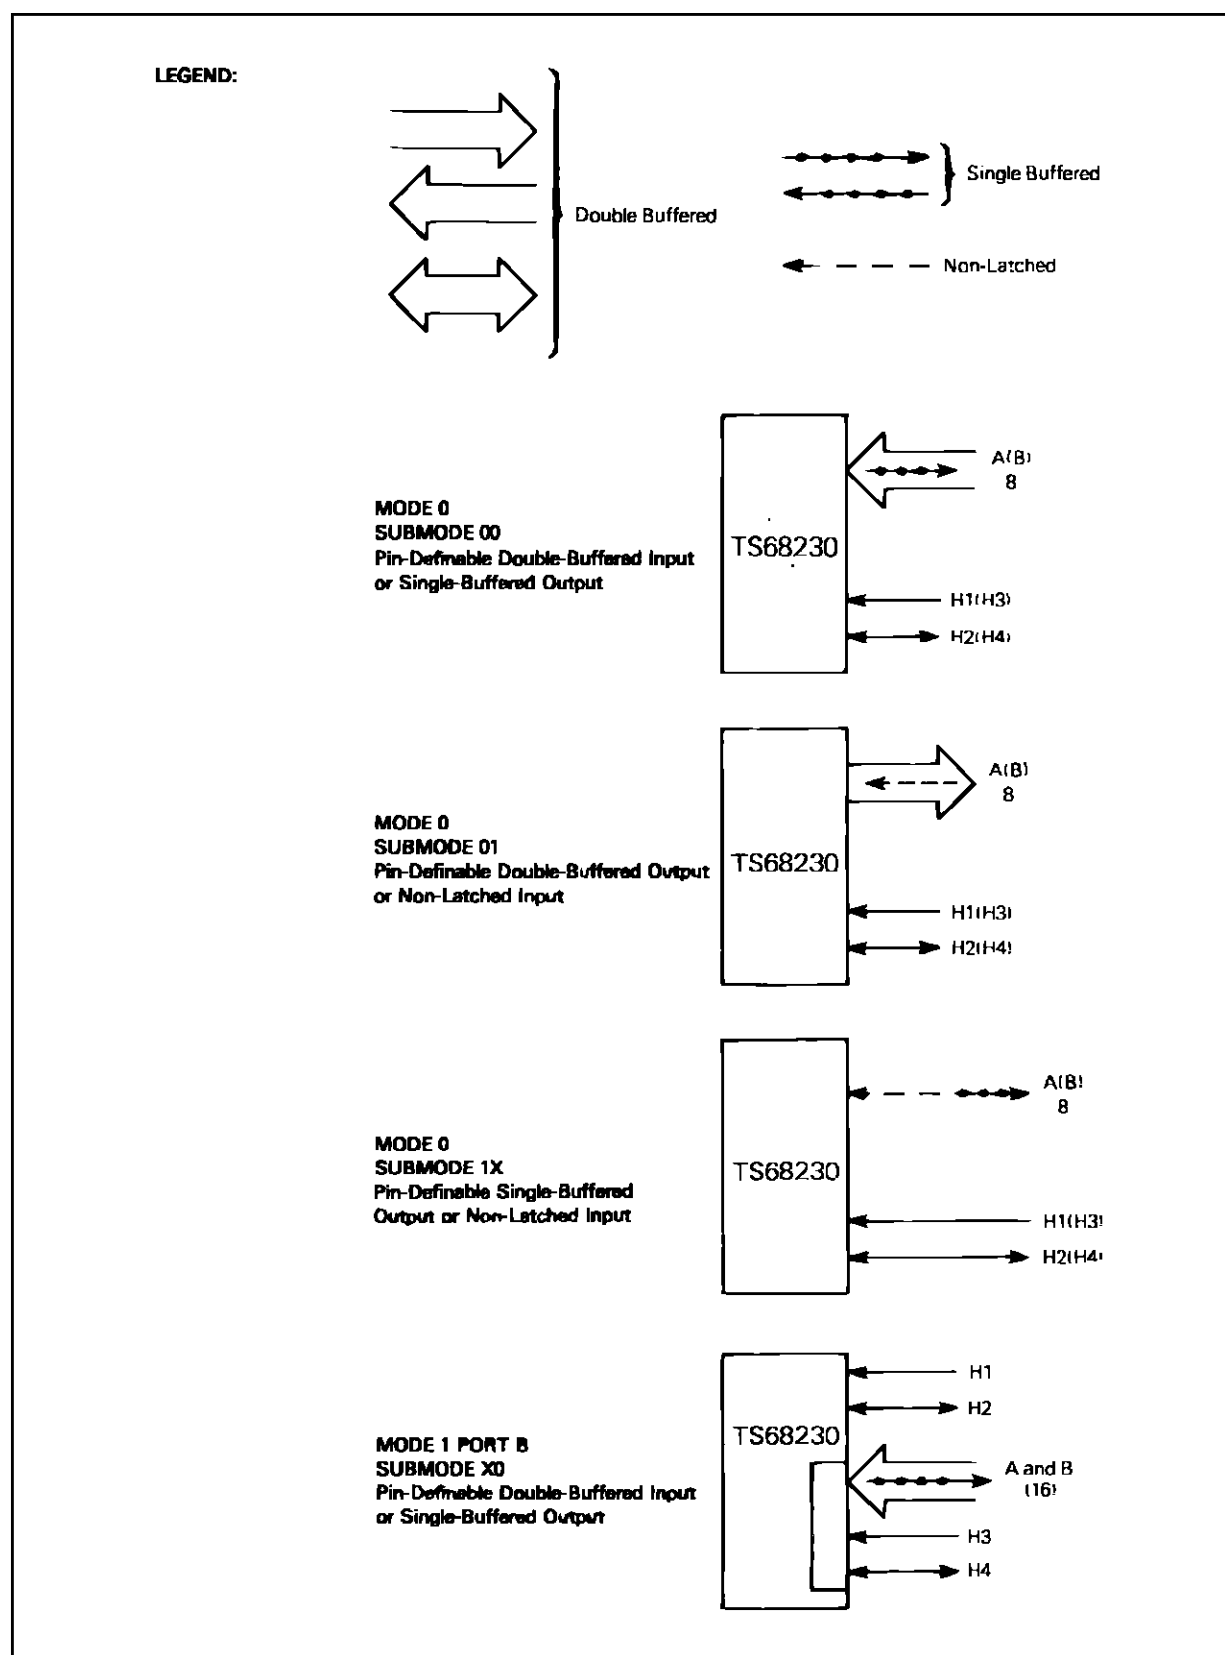 LEGEND:
Double Buffered
Single Buffered
Non-Latched
MODE 0
SUBMODE 00
Pin-Definable Double-Buffered Input
or Single-Buffered Output
TS68230
A(B)
8
H1(H3)
H2(H4)
MODE 0
SUBMODE 01
Pin-Definable Double-Buffered Output
or Non-Latched Input
TS68230
A(B)
8
H1(H3)
H2(H4)
MODE 0
SUBMODE 1X
Pin-Definable Single-Buffered
Output or Non-Latched Input
TS68230
A(B)
8
H1(H3)
H2(H4)
MODE 1 PORT B
SUBMODE X0
Pin-Definable Double-Buffered Input
or Single-Buffered Output
TS68230
H1
H2
A and B
(16)
H3
H4